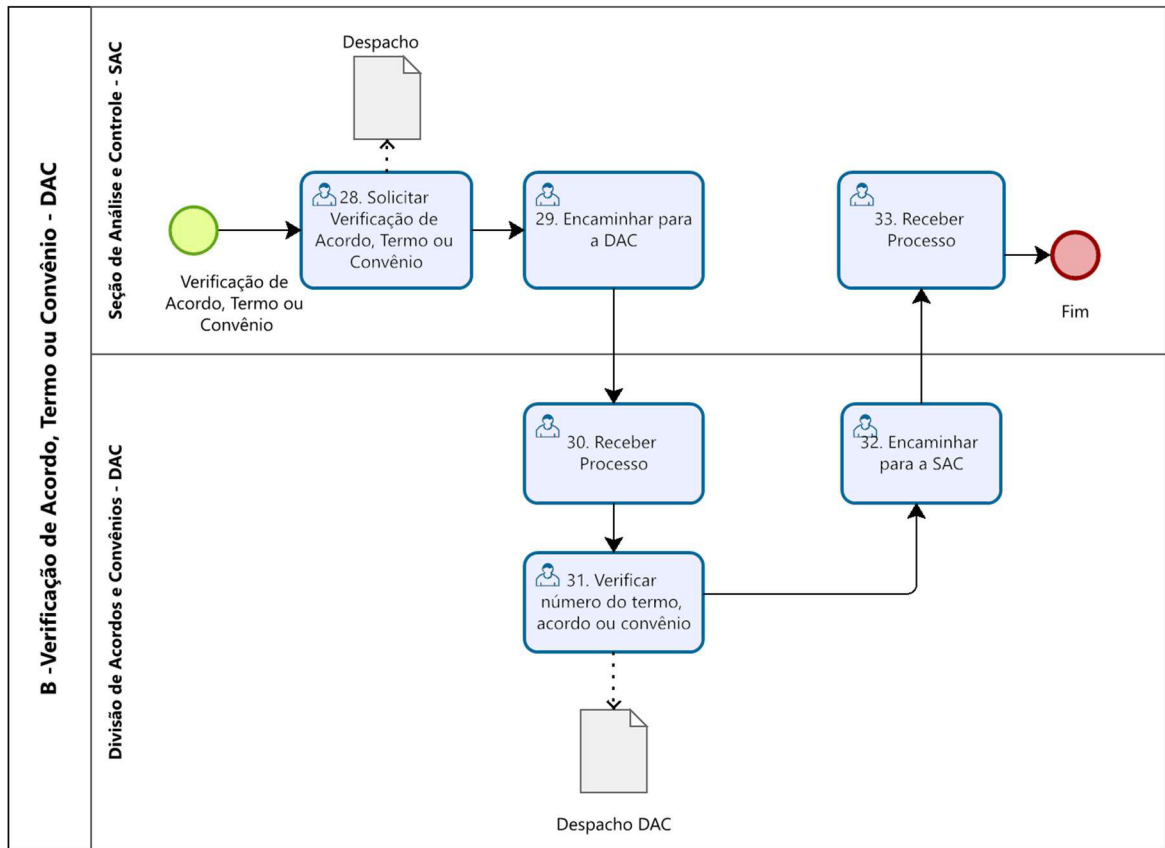 B -Verificação de Acordo, Termo ou Convênio - DAC
Seção de Análise e Controle - SAC
Despacho
28. Solicitar
Verificação de
Acordo, Termo ou
Convênio
29. Encaminhar para
a DAC
33. Receber
Processo
Verificação de
Acordo, Termo ou
Convênio
Fim
Divisão de Acordos e Convênios - DAC
30. Receber
Processo
32. Encaminhar
para a SAC
31. Verificar
número do termo,
acordo ou convênio
Despacho DAC